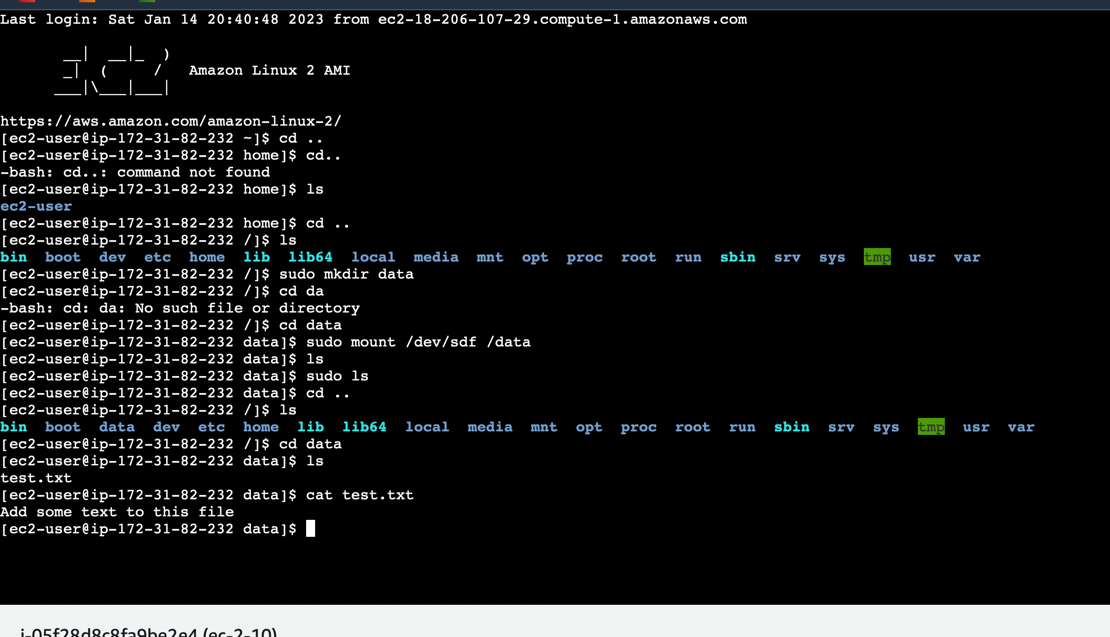 Last login: Sat Jan 14 20:40:48 2023 from ec2-18-206-107-29.compute-1.amazonaws.com
       __|  __|_  )
       _|  (     /   Amazon Linux 2 AMI
      ___|\___|___|
https://aws.amazon.com/amazon-linux-2/
[ec2-user@ip-172-31-82-232 ~]$ cd ..
[ec2-user@ip-172-31-82-232 home]$ cd..
-bash: cd..: command not found
[ec2-user@ip-172-31-82-232 home]$ ls
ec2-user
[ec2-user@ip-172-31-82-232 home]$ cd ..
[ec2-user@ip-172-31-82-232 /]$ ls
bin  boot  dev  etc  home  lib  lib64  local  media  mnt  opt  proc  root  run  sbin  srv  sys  tmp  usr  var
[ec2-user@ip-172-31-82-232 /]$ sudo mkdir data
[ec2-user@ip-172-31-82-232 /]$ cd da
-bash: cd: da: No such file or directory
[ec2-user@ip-172-31-82-232 /]$ cd data
[ec2-user@ip-172-31-82-232 data]$ sudo mount /dev/sdf /data
[ec2-user@ip-172-31-82-232 data]$ ls
[ec2-user@ip-172-31-82-232 data]$ sudo ls
[ec2-user@ip-172-31-82-232 data]$ cd ..
[ec2-user@ip-172-31-82-232 /]$ ls
bin  boot  data  dev  etc  home  lib  lib64  local  media  mnt  opt  proc  root  run  sbin  srv  sys  tmp  usr  var
[ec2-user@ip-172-31-82-232 /]$ cd data
[ec2-user@ip-172-31-82-232 data]$ ls
test.txt
[ec2-user@ip-172-31-82-232 data]$ cat test.txt
Add some text to this file
[ec2-user@ip-172-31-82-232 data]$
i-05f28d8c8fa9be2e4 (ec-2-10)